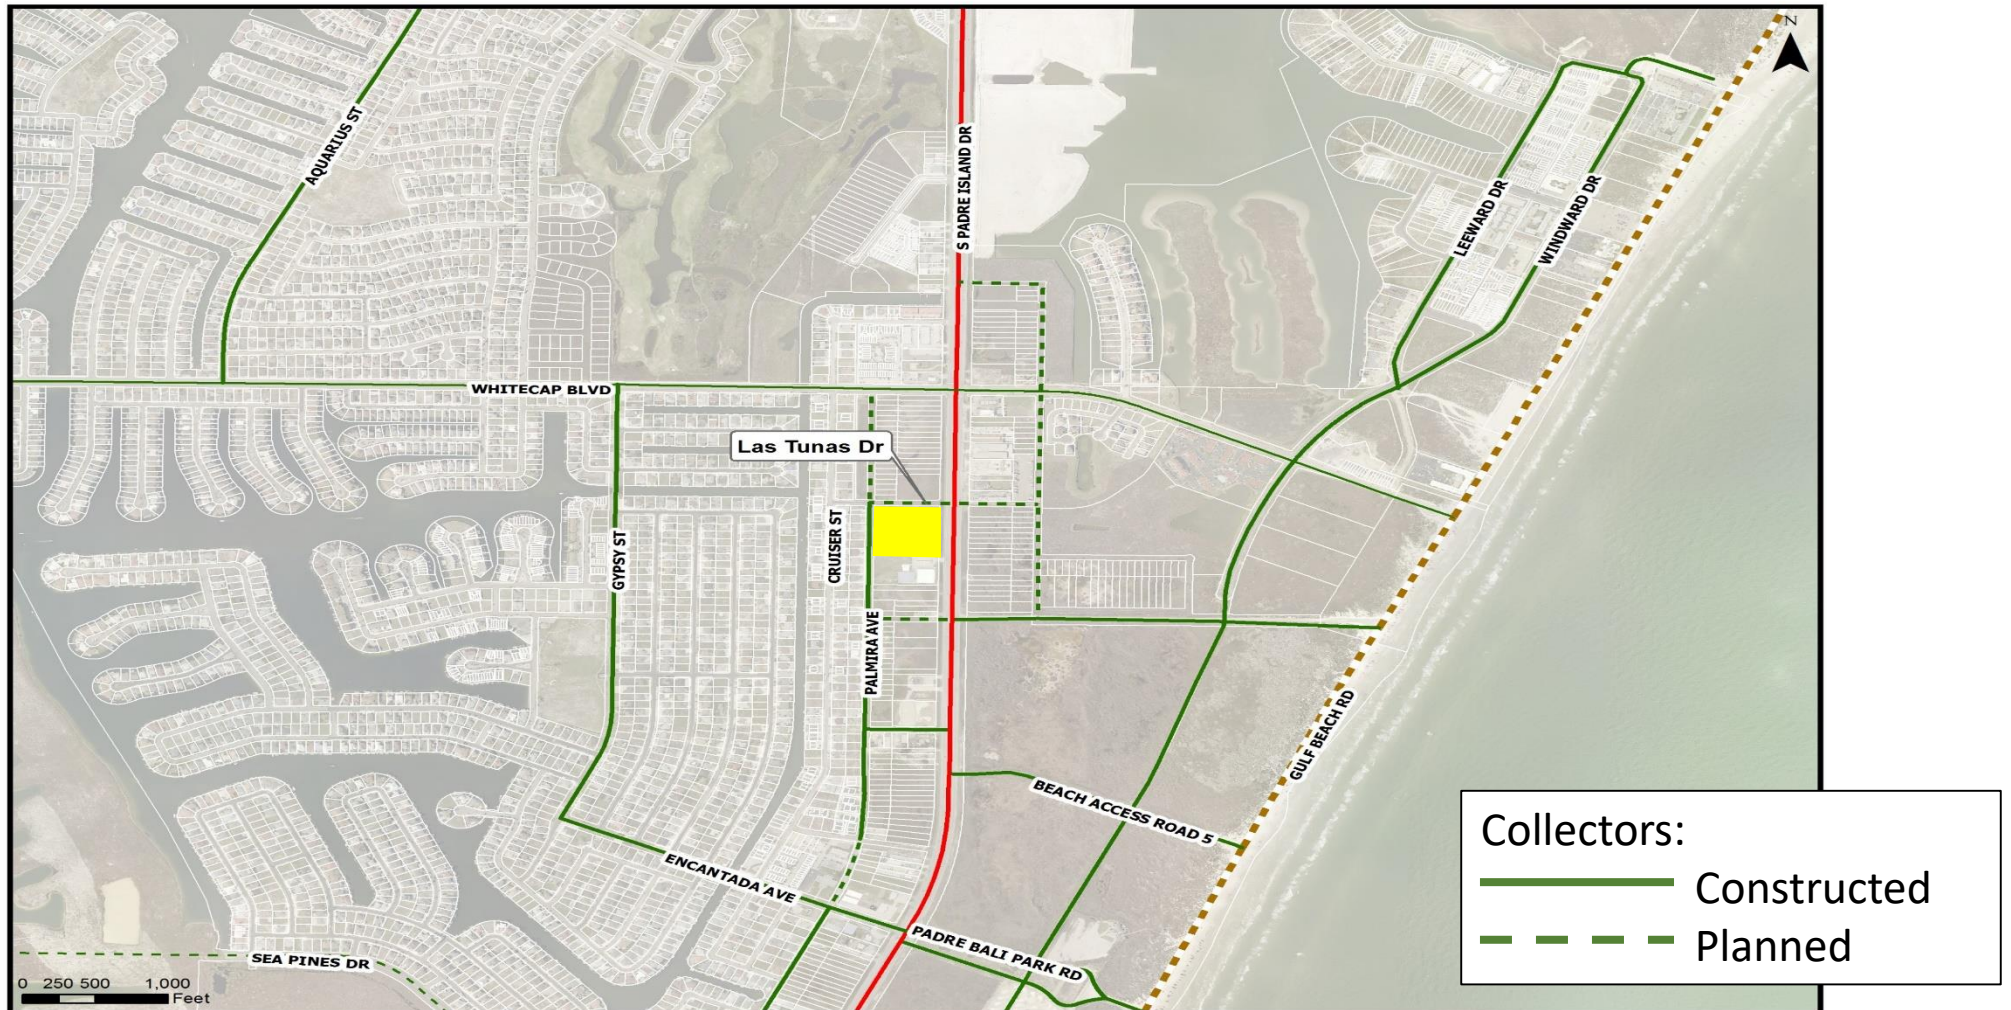 N
AQUARIUS ST
S PADRE ISLAND DR
LEEWARD DR
WINDWARD DR
WHITECAP BLVD
Las Tunas Dr
GYPSY ST
CRUISER ST
PALMIRA AVE
GULF BEACH RD
BEACH ACCESS ROAD 5
ENCANTADA AVE
PADRE BALI PARK RD
SEA PINES DR
0 250 500 1,000
Feet
Collectors:
Constructed
Planned